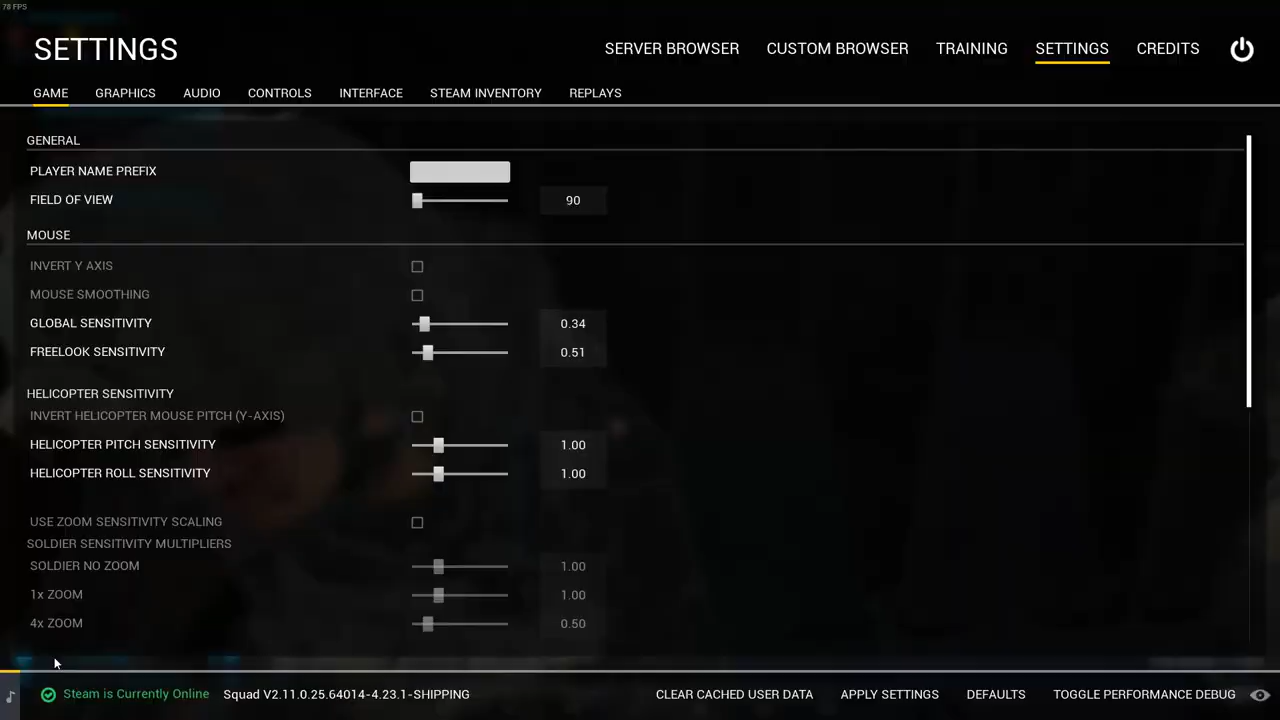 78 FPS
SETTINGS
SERVER BROWSER CUSTOM BROWSER TRAINING SETTINGS CREDITS
GAME GRAPHICS AUDIO CONTROLS INTERFACE STEAM INVENTORY REPLAYS
GENERAL
PLAYER NAME PREFIX
FIELD OF VIEW 90
MOUSE
INVERT Y AXIS
MOUSE SMOOTHING
GLOBAL SENSITIVITY 0.34
FREELOOK SENSITIVITY 0.51
HELICOPTER SENSITIVITY
INVERT HELICOPTER MOUSE PITCH (Y-AXIS)
HELICOPTER PITCH SENSITIVITY 1.00
HELICOPTER ROLL SENSITIVITY 1.00
USE ZOOM SENSITIVITY SCALING
SOLDIER SENSITIVITY MULTIPLIERS
SOLDIER NO ZOOM 1.00
1x ZOOM 1.00
4x ZOOM 0.50
Steam is Currently Online Squad V2.11.0.25.64014-4.23.1-SHIPPING CLEAR CACHED USER DATA APPLY SETTINGS DEFAULTS TOGGLE PERFORMANCE DEBUG